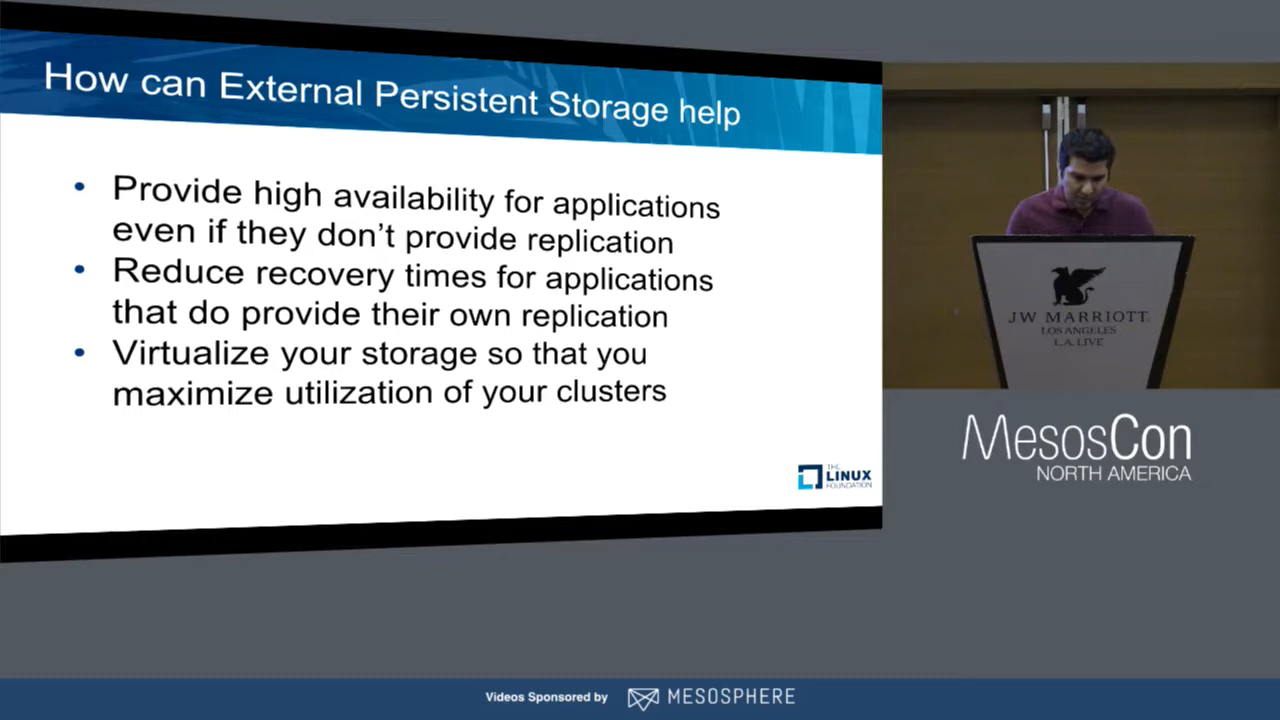 How can External Persistent Storage help
• Provide high availability for applications
even if they don't provide replication
• Reduce recovery times for applications
that do provide their own replication
• Virtualize your storage so that you
maximize utilization of your clusters
THE
LINUX
FOUNDATION
JW MARRIOTT
LOS ANGELES
L.A. LIVE
MesosCon
NORTH AMERICA
Videos Sponsored by MESOSPHERE